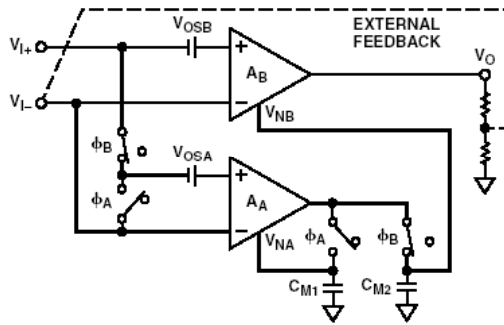 EXTERNAL
FEEDBACK
V_I+
V_OSB
+
A_B
−
V_O
V_I−
V_NB
ϕ_B
V_OSA
ϕ_A
+
A_A
−
V_NA
ϕ_A
ϕ_B
C_M1
C_M2